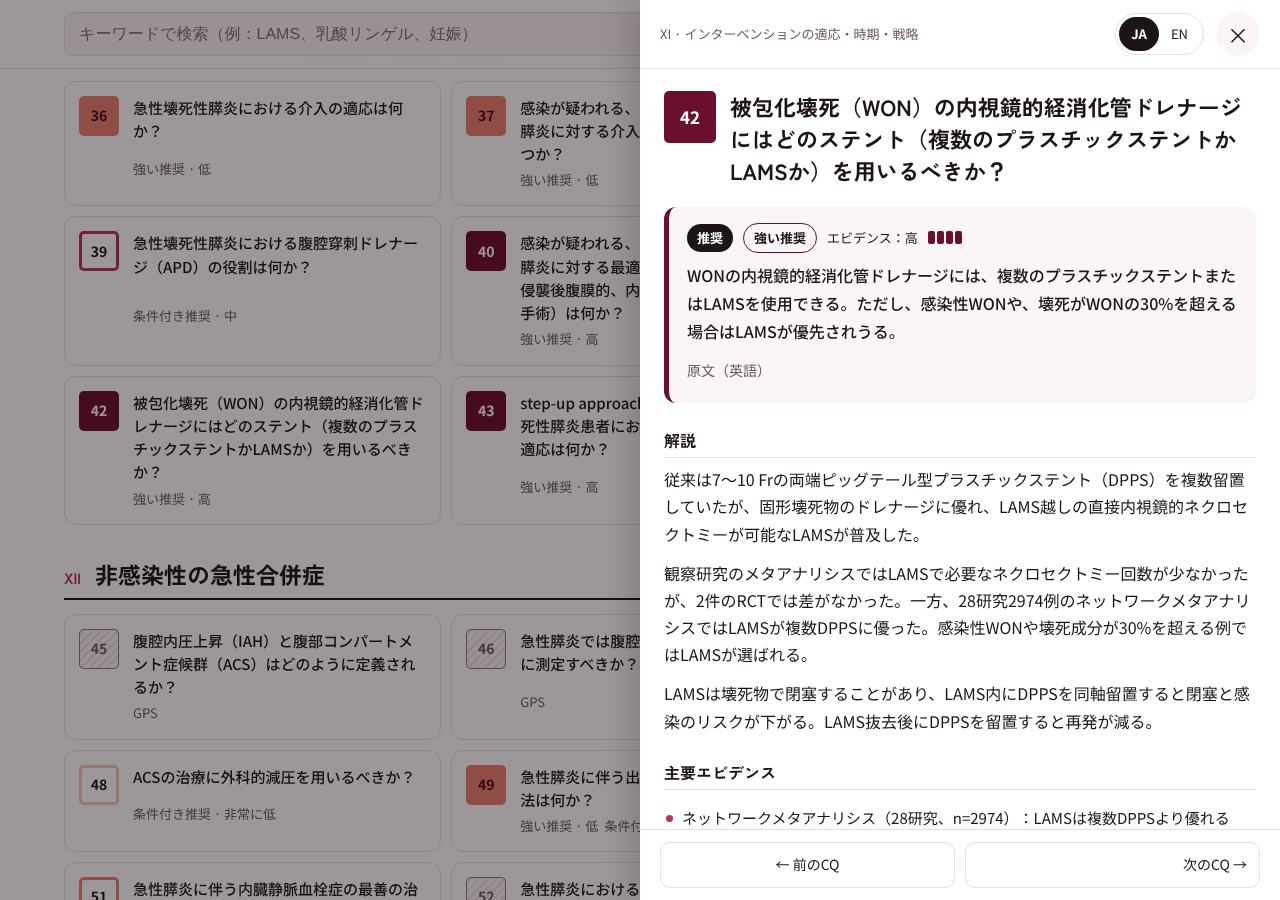 キーワードで検索（例：LAMS、乳酸リンゲル、妊娠）
36
急性壊死性膵炎における介入の適応は何
か？
強い推奨 · 低
37
感染が疑われる、
膵炎に対する介入
つか？
強い推奨 · 低
39
急性壊死性膵炎における腹腔穿刺ドレナー
ジ（APD）の役割は何か？
条件付き推奨 · 中
40
感染が疑われる、
膵炎に対する最適
侵襲後腹膜的、内
手術）は何か？
強い推奨 · 高
42
被包化壊死（WON）の内視鏡的経消化管ド
レナージにはどのステント（複数のプラス
チックステントかLAMSか）を用いるべき
か？
強い推奨 · 高
43
step-up approach
死性膵炎患者にお
適応は何か？
強い推奨 · 高
XII 非感染性の急性合併症
45
腹腔内圧上昇（IAH）と腹部コンパートメ
ント症候群（ACS）はどのように定義され
るか？
GPS
46
急性膵炎では腹腔
に測定すべきか？
GPS
48
ACSの治療に外科的減圧を用いるべきか？
条件付き推奨 · 非常に低
49
急性膵炎に伴う出
法は何か？
強い推奨 · 低 条件付
51
急性膵炎に伴う内臓静脈血栓症の最善の治
52
急性膵炎における
XI · インターベンションの適応・時期・戦略
JA EN
42
被包化壊死（WON）の内視鏡的経消化管ドレナージ
にはどのステント（複数のプラスチックステントか
LAMSか）を用いるべきか？
推奨 強い推奨 エビデンス：高
WONの内視鏡的経消化管ドレナージには、複数のプラスチックステントまた
はLAMSを使用できる。ただし、感染性WONや、壊死がWONの30%を超える
場合はLAMSが優先されうる。
原文（英語）
解説
従来は7〜10 Frの両端ピッグテール型プラスチックステント（DPPS）を複数留置
していたが、固形壊死物のドレナージに優れ、LAMS越しの直接内視鏡的ネクロセ
クトミーが可能なLAMSが普及した。
観察研究のメタアナリシスではLAMSで必要なネクロセクトミー回数が少なかった
が、2件のRCTでは差がなかった。一方、28研究2974例のネットワークメタアナリ
シスではLAMSが複数DPPSに優った。感染性WONや壊死成分が30%を超える例で
はLAMSが選ばれる。
LAMSは壊死物で閉塞することがあり、LAMS内にDPPSを同軸留置すると閉塞と感
染のリスクが下がる。LAMS抜去後にDPPSを留置すると再発が減る。
主要エビデンス
ネットワークメタアナリシス（28研究、n=2974）：LAMSは複数DPPSより優れる
← 前のCQ
次のCQ →